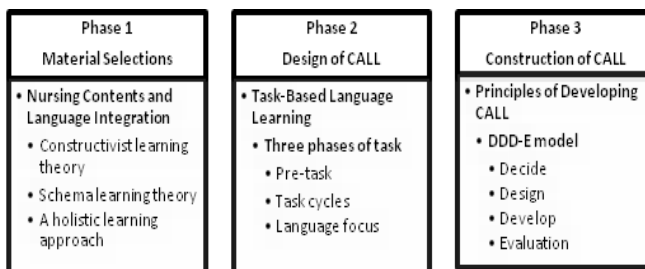 Phase 1
Material Selections
• Nursing Contents and
Language Integration
• Constructivist learning
theory
• Schema learning theory
• A holistic learning
approach
Phase 2
Design of CALL
• Task-Based Language
Learning
• Three phases of task
• Pre-task
• Task cycles
• Language focus
Phase 3
Construction of CALL
• Principles of Developing
CALL
• DDD-E model
• Decide
• Design
• Develop
• Evaluation